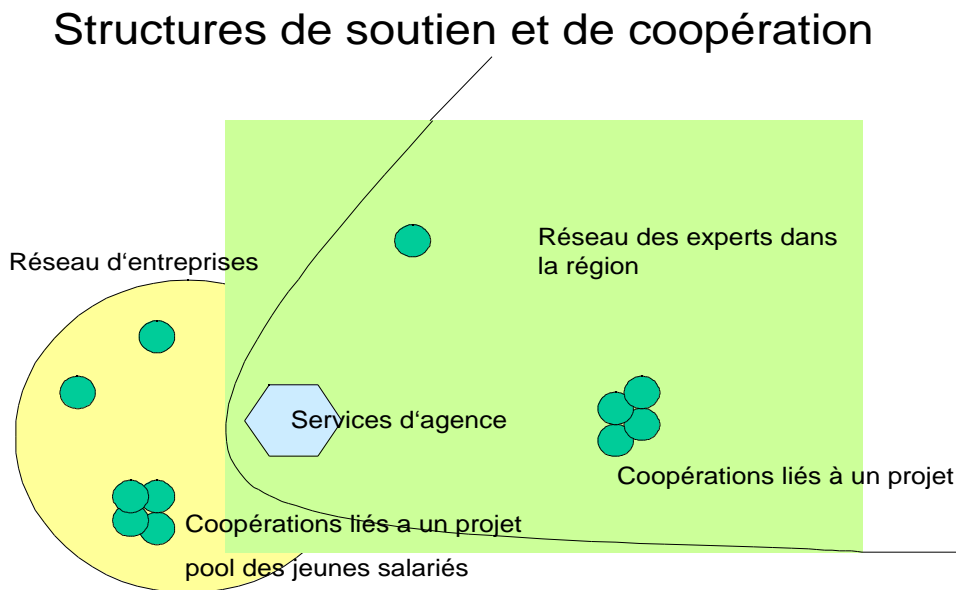 Structures de soutien et de coopération
Réseau des experts dans
la région
Réseau d‘entreprises
Services d‘agence
Coopérations liés à un projet
Coopérations liés a un projet
pool des jeunes salariés